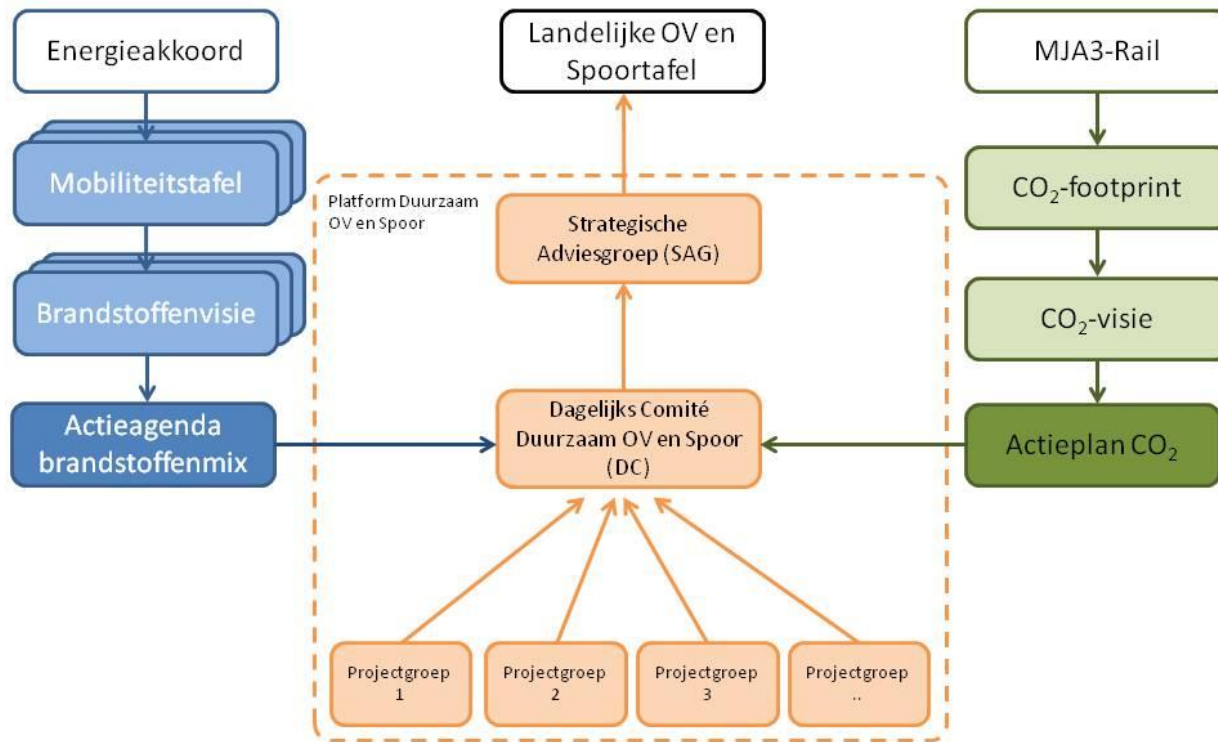 Energieakkoord
Mobiliteitstafel
Brandstoffenvisie
Actieagenda
brandstoffenmix
Landelijke OV en
Spoortafel
Platform Duurzaam
OV en Spoor
Strategische
Adviesgroep (SAG)
Dagelijks Comité
Duurzaam OV en Spoor
(DC)
Projectgroep
1
Projectgroep
2
Projectgroep
3
Projectgroep
..
MJA3-Rail
CO₂-footprint
CO₂-visie
Actieplan CO₂